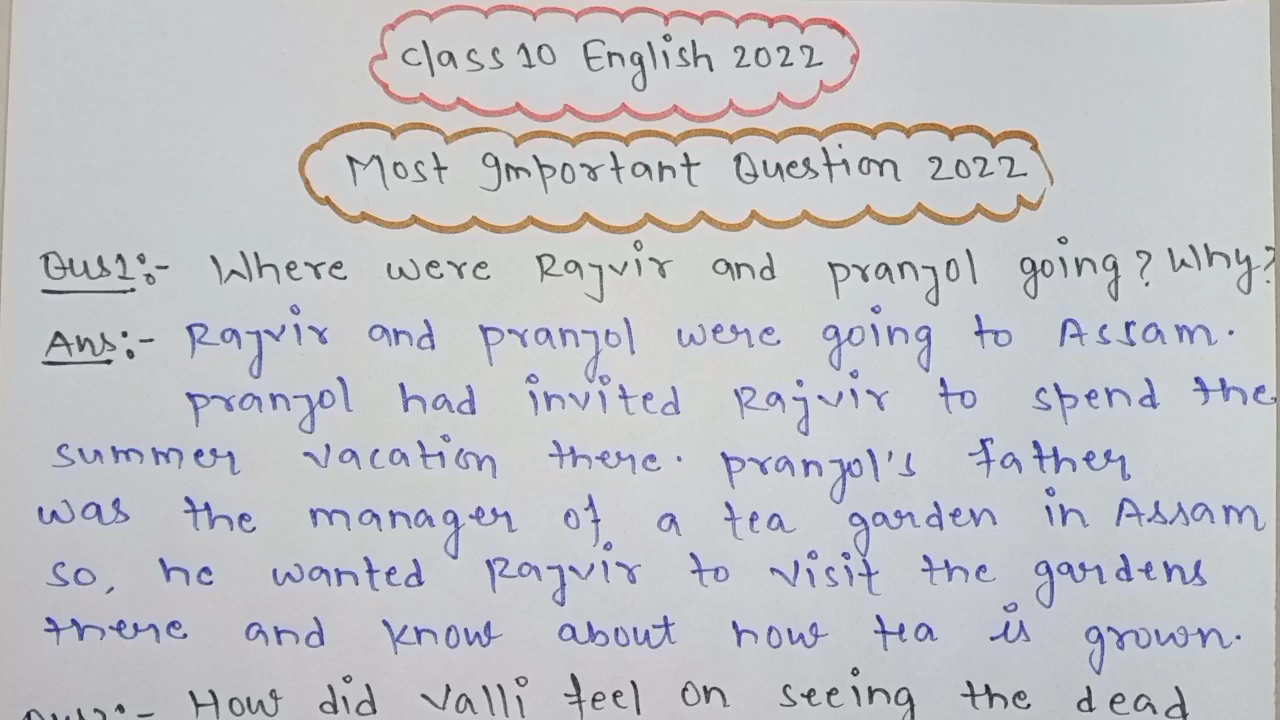 Class 10 English 2022
Most Important Question 2022
Qus1:- Where were Rajvir and pranjol going? Why?
Ans:- Rajvir and pranjol were going to Assam.
pranjol had invited Rajvir to spend the
summer vacation there. pranjol's father
was the manager of a tea garden in Assam
so, he wanted Rajvir to visit the gardens
there and know about how tea is grown.
Qus2:- How did Valli feel on seeing the dead